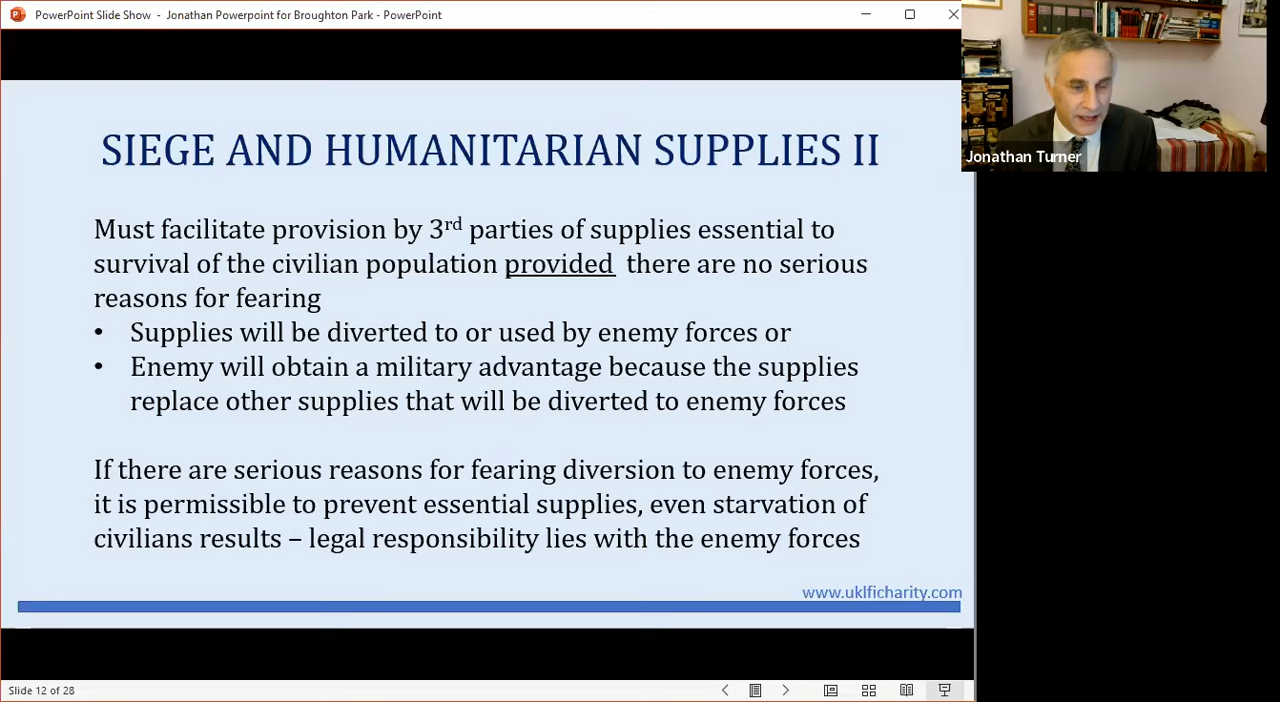 PowerPoint Slide Show - Jonathan Powerpoint for Broughton Park - PowerPoint
Jonathan Turner
SIEGE AND HUMANITARIAN SUPPLIES II
Must facilitate provision by 3rd parties of supplies essential to
survival of the civilian population provided there are no serious
reasons for fearing
• Supplies will be diverted to or used by enemy forces or
• Enemy will obtain a military advantage because the supplies
replace other supplies that will be diverted to enemy forces
If there are serious reasons for fearing diversion to enemy forces,
it is permissible to prevent essential supplies, even starvation of
civilians results – legal responsibility lies with the enemy forces
www.uklficharity.com
Slide 12 of 28